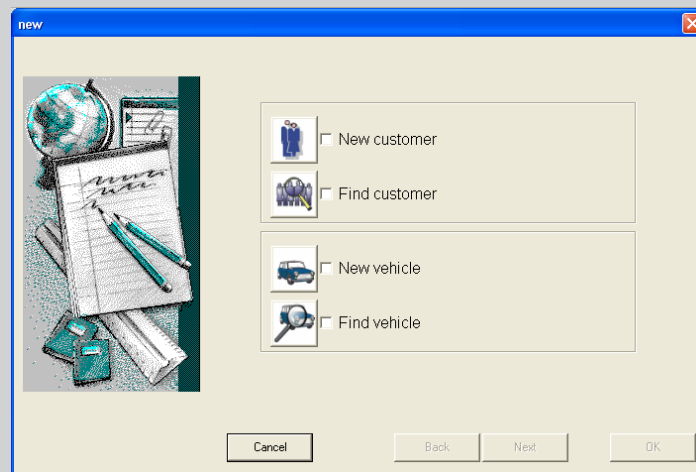 new
New customer
Find customer
New vehicle
Find vehicle
Cancel
Back
Next
OK